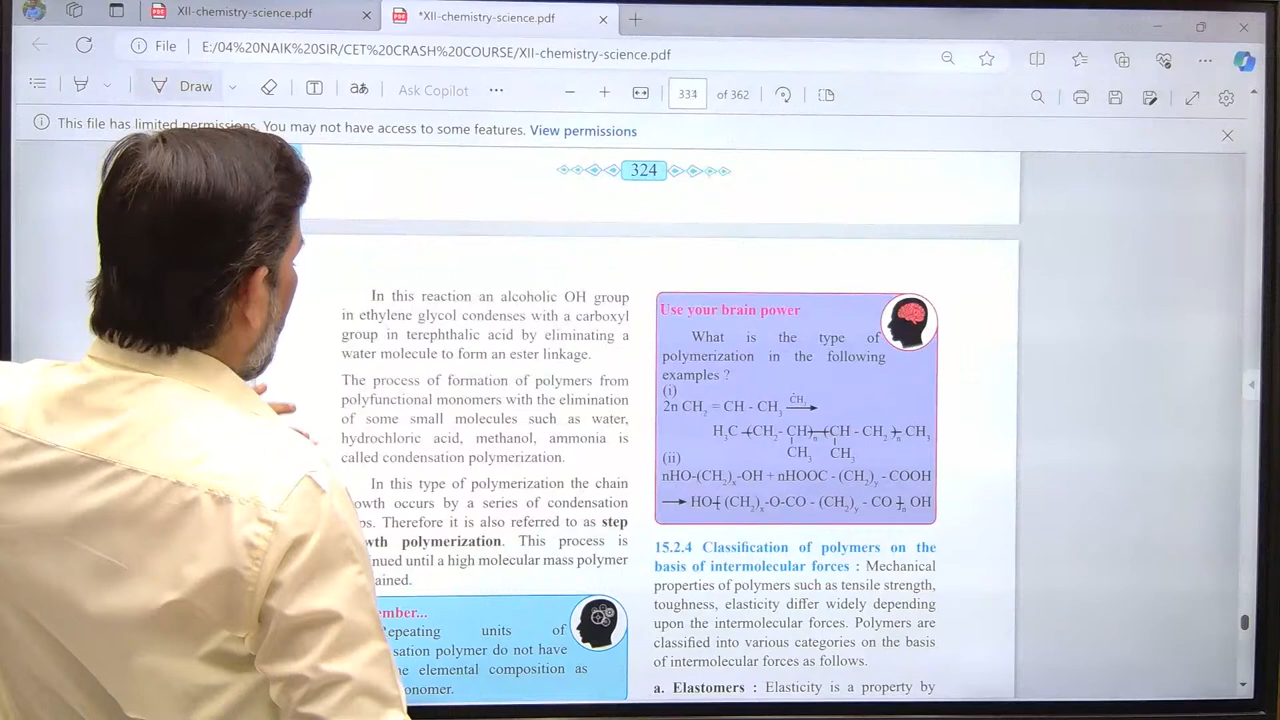 XII-chemistry-science.pdf
*XII-chemistry-science.pdf
File
E:/04%20NAIK%20SIR/CET%20CRASH%20COURSE/XII-chemistry-science.pdf
Draw
Ask Copilot
334 of 362
This file has limited permissions. You may not have access to some features. View permissions
324
In this reaction an alcoholic OH group
in ethylene glycol condenses with a carboxyl
group in terephthalic acid by eliminating a
water molecule to form an ester linkage.
The process of formation of polymers from
polyfunctional monomers with the elimination
of some small molecules such as water,
hydrochloric acid, methanol, ammonia is
called condensation polymerization.
In this type of polymerization the chain
owth occurs by a series of condensation
ps. Therefore it is also referred to as step
wth polymerization. This process is
nued until a high molecular mass polymer
ained.
mber...
epeating units of
sation polymer do not have
e elemental composition as
onomer.
Use your brain power
What is the type of
polymerization in the following
examples ?
(i)
2n CH₂ = CH - CH₃ ĊH₃ ⟶
H₃C -(CH₂- CH)ₙ-(CH - CH₂)ₙ CH₃
CH₃ CH₃
(ii)
nHO-(CH₂)ₓ-OH + nHOOC - (CH₂)ᵧ - COOH
⟶ HO-[(CH₂)ₓ-O-CO - (CH₂)ᵧ - CO]ₙ OH
15.2.4 Classification of polymers on the
basis of intermolecular forces : Mechanical
properties of polymers such as tensile strength,
toughness, elasticity differ widely depending
upon the intermolecular forces. Polymers are
classified into various categories on the basis
of intermolecular forces as follows.
a. Elastomers : Elasticity is a property by